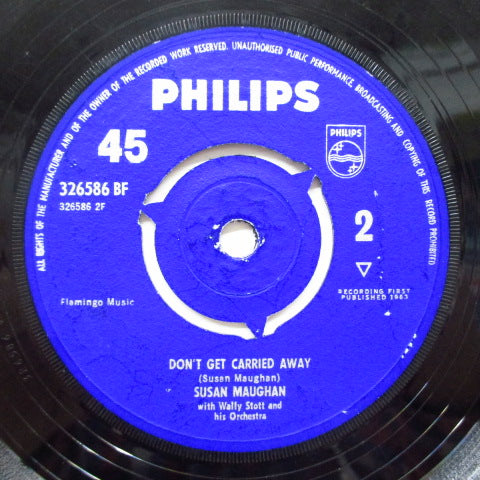 ALL RIGHTS OF THE MANUFACTURER AND OF THE OWNER OF THE RECORDED WORK RESERVED. UNAUTHORISED PUBLIC PERFORMANCE, BROADCASTING AND COPYING OF THIS RECORD PROHIBITED
PHILIPS
45
PHILIPS
326586 BF
326586 2F
2
RECORDING FIRST
PUBLISHED 1963
Flamingo Music
DON'T GET CARRIED AWAY
(Susan Maughan)
SUSAN MAUGHAN
with Wally Stott and
his Orchestra